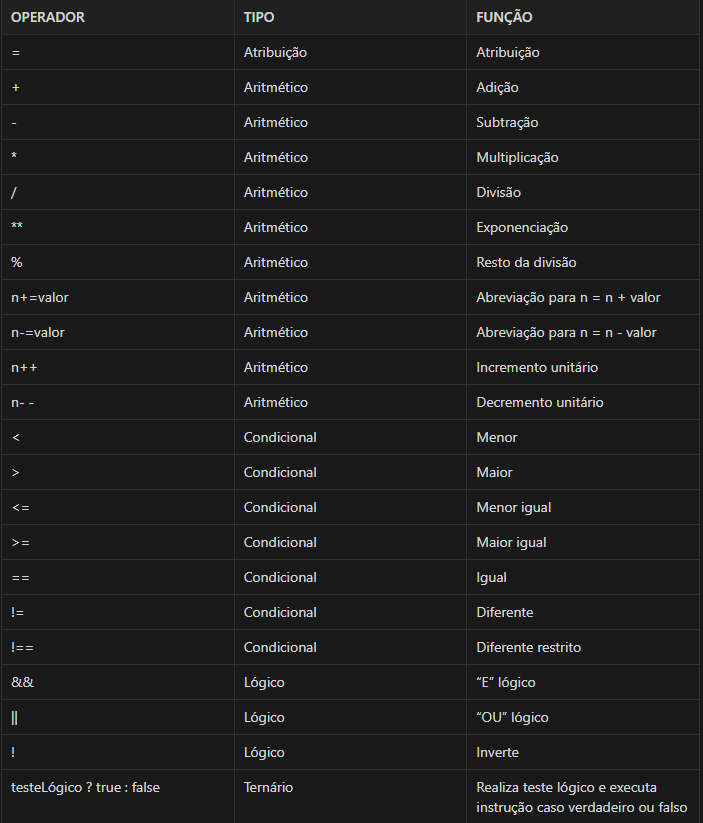 OPERADOR TIPO FUNÇÃO
= Atribuição Atribuição
+ Aritmético Adição
- Aritmético Subtração
* Aritmético Multiplicação
/ Aritmético Divisão
** Aritmético Exponenciação
% Aritmético Resto da divisão
n+=valor Aritmético Abreviação para n = n + valor
n-=valor Aritmético Abreviação para n = n - valor
n++ Aritmético Incremento unitário
n- - Aritmético Decremento unitário
< Condicional Menor
> Condicional Maior
<= Condicional Menor igual
>= Condicional Maior igual
== Condicional Igual
!= Condicional Diferente
!== Condicional Diferente restrito
&& Lógico “E” lógico
|| Lógico “OU” lógico
! Lógico Inverte
testeLógico ? true : false Ternário Realiza teste lógico e executa
instrução caso verdadeiro ou falso